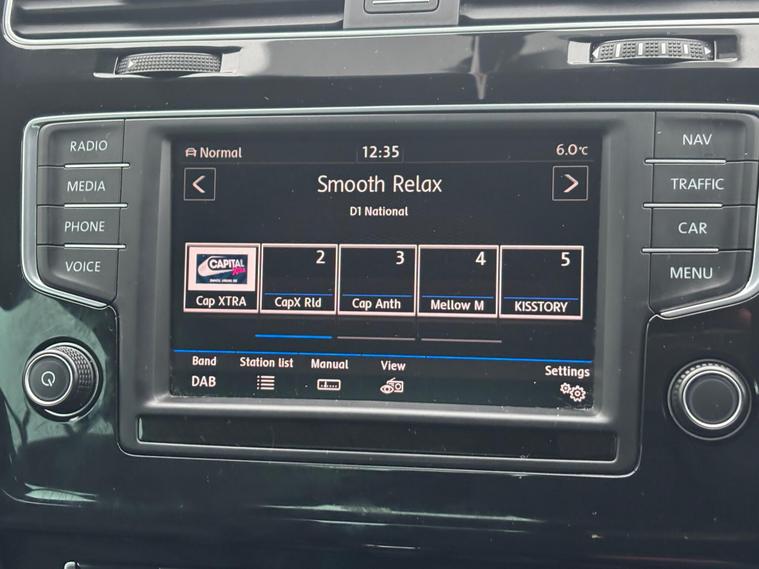 RADIO
MEDIA
PHONE
VOICE
Normal
12:35
6.0°C
Smooth Relax
D1 National
CAPITAL
XTRA
2
3
4
5
Cap XTRA
CapX Rld
Cap Anth
Mellow M
KISSTORY
Band
Station list
Manual
View
Settings
DAB
NAV
TRAFFIC
CAR
MENU